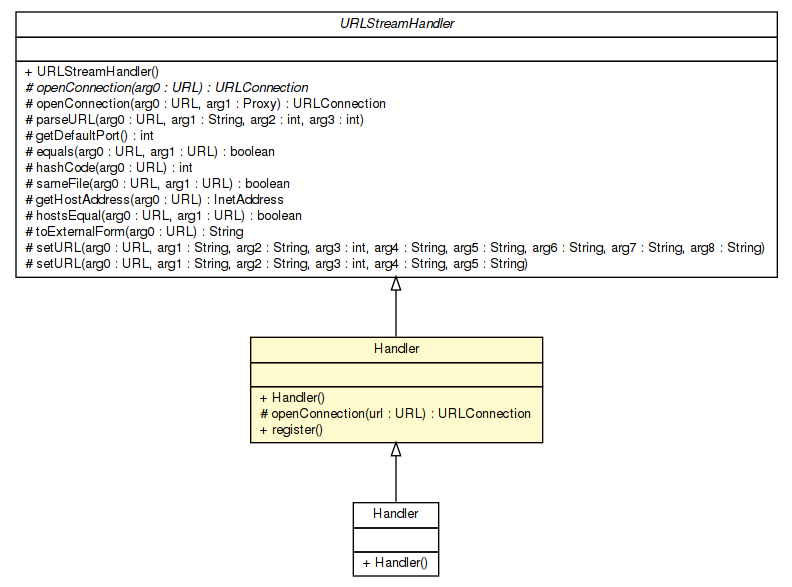 URLStreamHandler
+ URLStreamHandler()
# openConnection(arg0 : URL) : URLConnection
# openConnection(arg0 : URL, arg1 : Proxy) : URLConnection
# parseURL(arg0 : URL, arg1 : String, arg2 : int, arg3 : int)
# getDefaultPort() : int
# equals(arg0 : URL, arg1 : URL) : boolean
# hashCode(arg0 : URL) : int
# sameFile(arg0 : URL, arg1 : URL) : boolean
# getHostAddress(arg0 : URL) : InetAddress
# hostsEqual(arg0 : URL, arg1 : URL) : boolean
# toExternalForm(arg0 : URL) : String
# setURL(arg0 : URL, arg1 : String, arg2 : String, arg3 : int, arg4 : String, arg5 : String, arg6 : String, arg7 : String, arg8 : String)
# setURL(arg0 : URL, arg1 : String, arg2 : String, arg3 : int, arg4 : String, arg5 : String)
Handler
+ Handler()
# openConnection(url : URL) : URLConnection
+ register()
Handler
+ Handler()